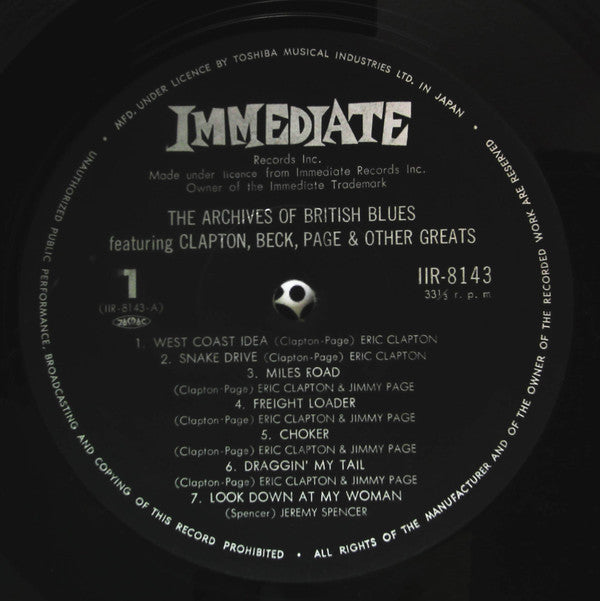 • MFD. UNDER LICENCE BY TOSHIBA MUSICAL INDUSTRIES LTD. IN JAPAN •
IMMEDIATE
Records Inc.
Made under licence from Immediate Records Inc.
Owner of the Immediate Trademark
THE ARCHIVES OF BRITISH BLUES
featuring CLAPTON, BECK, PAGE & OTHER GREATS
1
IIR-8143
(IIR-8143-A)
33⅓ r. p. m
1. WEST COAST IDEA (Clapton-Page) ERIC CLAPTON
2. SNAKE DRIVE (Clapton-Page) ERIC CLAPTON
3. MILES ROAD
(Clapton-Page) ERIC CLAPTON & JIMMY PAGE
4. FREIGHT LOADER
(Clapton-Page) ERIC CLAPTON & JIMMY PAGE
5. CHOKER
(Clapton-Page) ERIC CLAPTON & JIMMY PAGE
6. DRAGGIN' MY TAIL
(Clapton-Page) ERIC CLAPTON & JIMMY PAGE
7. LOOK DOWN AT MY WOMAN
(Spencer) JEREMY SPENCER
UNAUTHORIZED PUBLIC PERFORMANCE, BROADCASTING AND COPYING OF THIS RECORD PROHIBITED • ALL RIGHTS OF THE MANUFACTURER AND OF THE OWNER OF THE RECORDED WORK ARE RESERVED